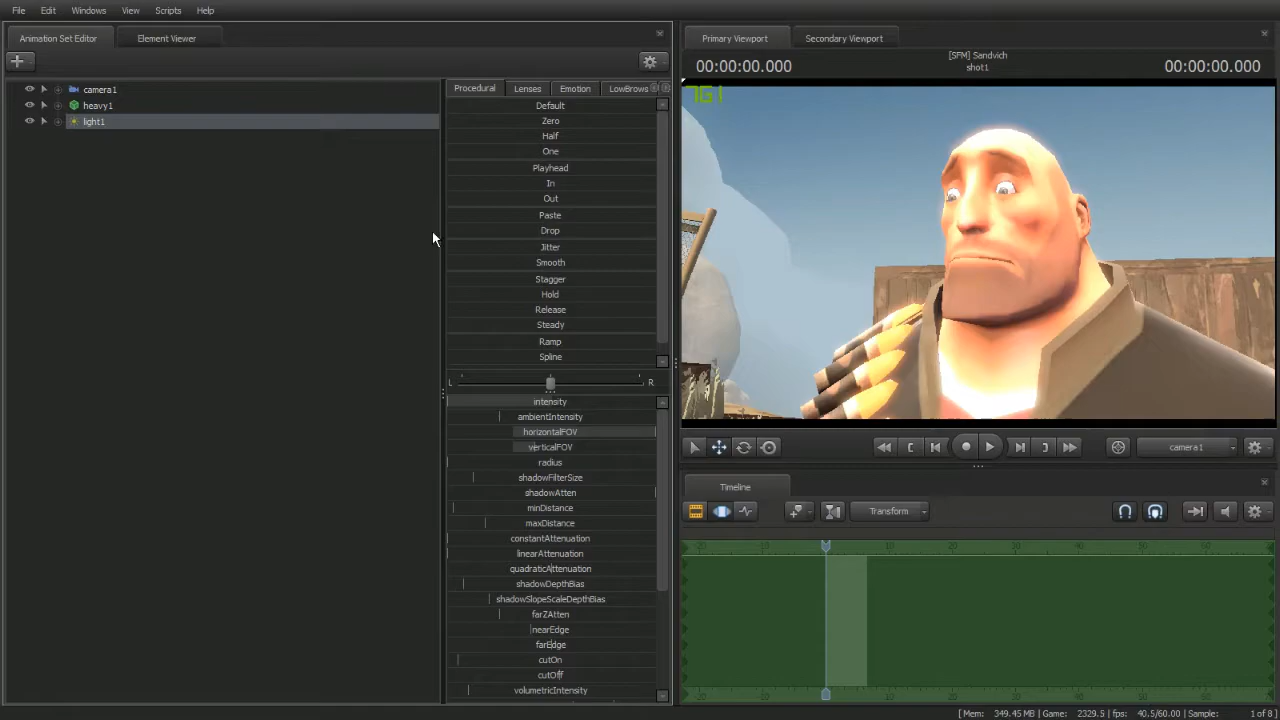 File Edit Windows View Scripts Help
Animation Set Editor Element Viewer
Primary Viewport Secondary Viewport
[SFM] Sandvich
shot1
00:00:00.000 00:00:00.000
camera1
heavy1
light1
Procedural Lenses Emotion LowBrows
Default
Zero
Half
One
Playhead
In
Out
Paste
Drop
Jitter
Smooth
Stagger
Hold
Release
Steady
Ramp
Spline
L R
intensity
ambientIntensity
horizontalFOV
verticalFOV
radius
shadowFilterSize
shadowAtten
minDistance
maxDistance
constantAttenuation
linearAttenuation
quadraticAttenuation
shadowDepthBias
shadowSlopeScaleDepthBias
farZAtten
nearEdge
farEdge
cutOn
cutOff
volumetricIntensity
camera1
Timeline
Transform
[ Mem: 349.45 MB | Game: 2329.5 | fps: 40.5/60.00 | Sample: 1 of 8 ]